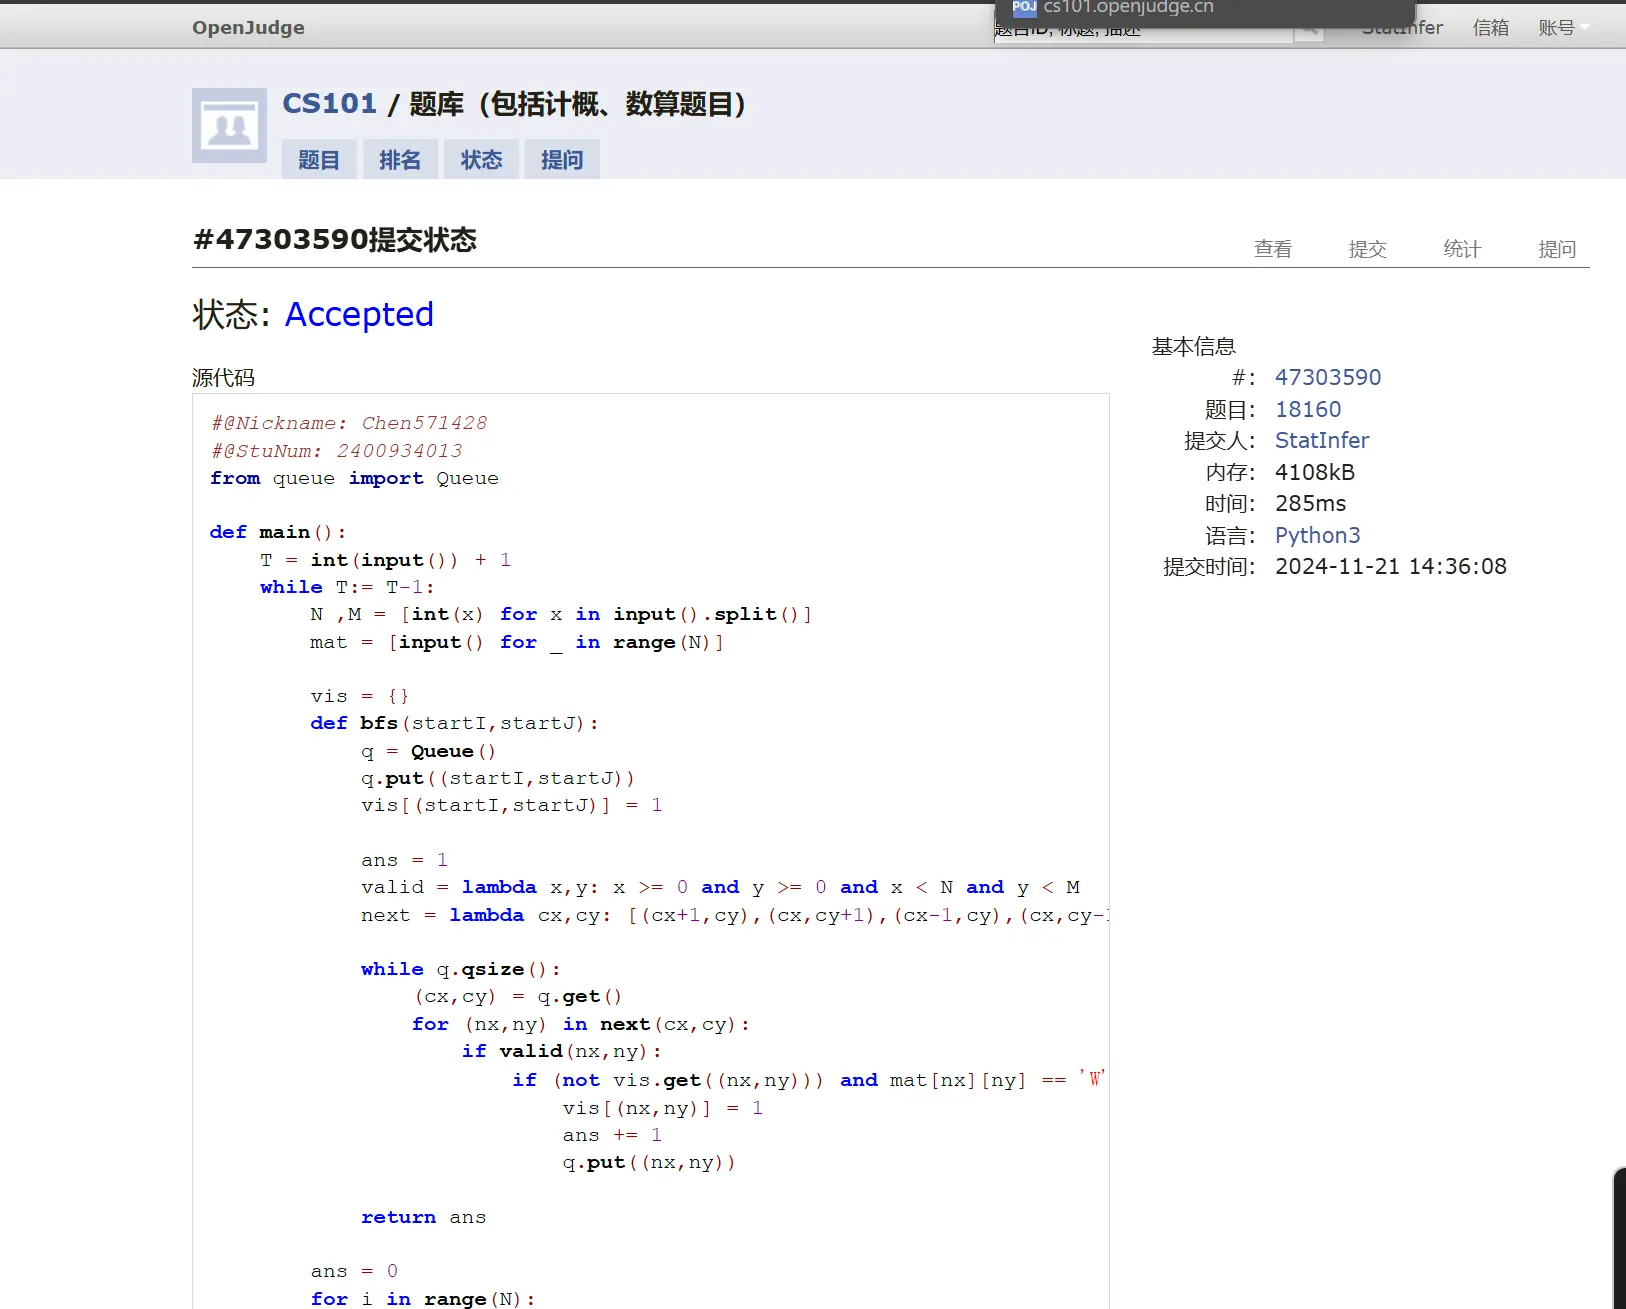 cs101.openjudge.cn
OpenJudge
题目ID, 标题, 描述
StatInfer 信箱 账号
CS101 / 题库（包括计概、数算题目）
题目 排名 状态 提问
#47303590提交状态
查看 提交 统计 提问
状态: Accepted
源代码
#@Nickname: Chen571428
#@StuNum: 2400934013
from queue import Queue
def main():
T = int(input()) + 1
while T:= T-1:
N ,M = [int(x) for x in input().split()]
mat = [input() for _ in range(N)]
vis = {}
def bfs(startI,startJ):
q = Queue()
q.put((startI,startJ))
vis[(startI,startJ)] = 1
ans = 1
valid = lambda x,y: x >= 0 and y >= 0 and x < N and y < M
next = lambda cx,cy: [(cx+1,cy),(cx,cy+1),(cx-1,cy),(cx,cy-
while q.qsize():
(cx,cy) = q.get()
for (nx,ny) in next(cx,cy):
if valid(nx,ny):
if (not vis.get((nx,ny))) and mat[nx][ny] == 'W'
vis[(nx,ny)] = 1
ans += 1
q.put((nx,ny))
return ans
ans = 0
for i in range(N):
基本信息
#: 47303590
题目: 18160
提交人: StatInfer
内存: 4108kB
时间: 285ms
语言: Python3
提交时间: 2024-11-21 14:36:08